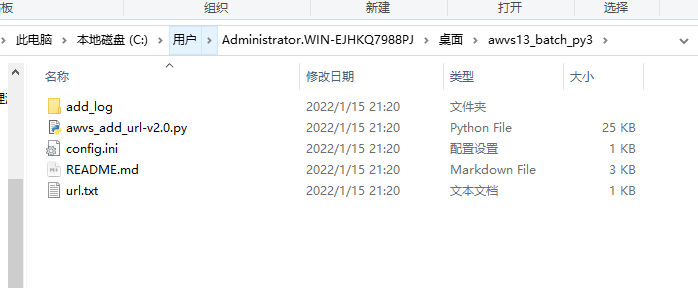 板 组织 新建 打开 选择
此电脑 > 本地磁盘 (C:) > 用户 > Administrator.WIN-EJHKQ7988PJ > 桌面 > awvs13_batch_py3 >
名称 修改日期 类型 大小
add_log 2022/1/15 21:20 文件夹
awvs_add_url-v2.0.py 2022/1/15 21:20 Python File 25 KB
config.ini 2022/1/15 21:20 配置设置 1 KB
README.md 2022/1/15 21:20 Markdown File 3 KB
url.txt 2022/1/15 21:20 文本文档 1 KB